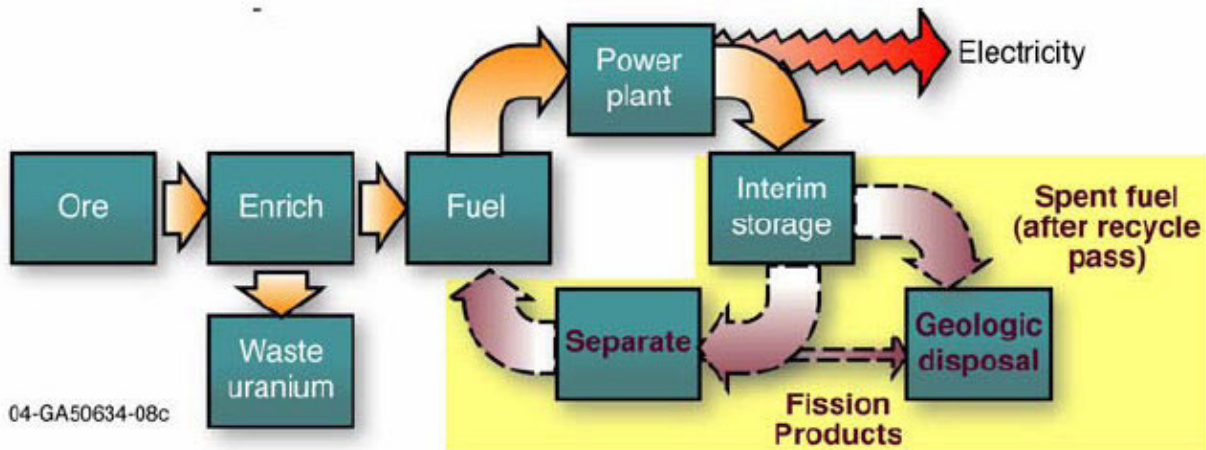 Power
plant
Electricity
Ore
Enrich
Fuel
Interim
storage
Spent fuel
(after recycle
pass)
Waste
uranium
Separate
Geologic
disposal
Fission
Products
04-GA50634-08c